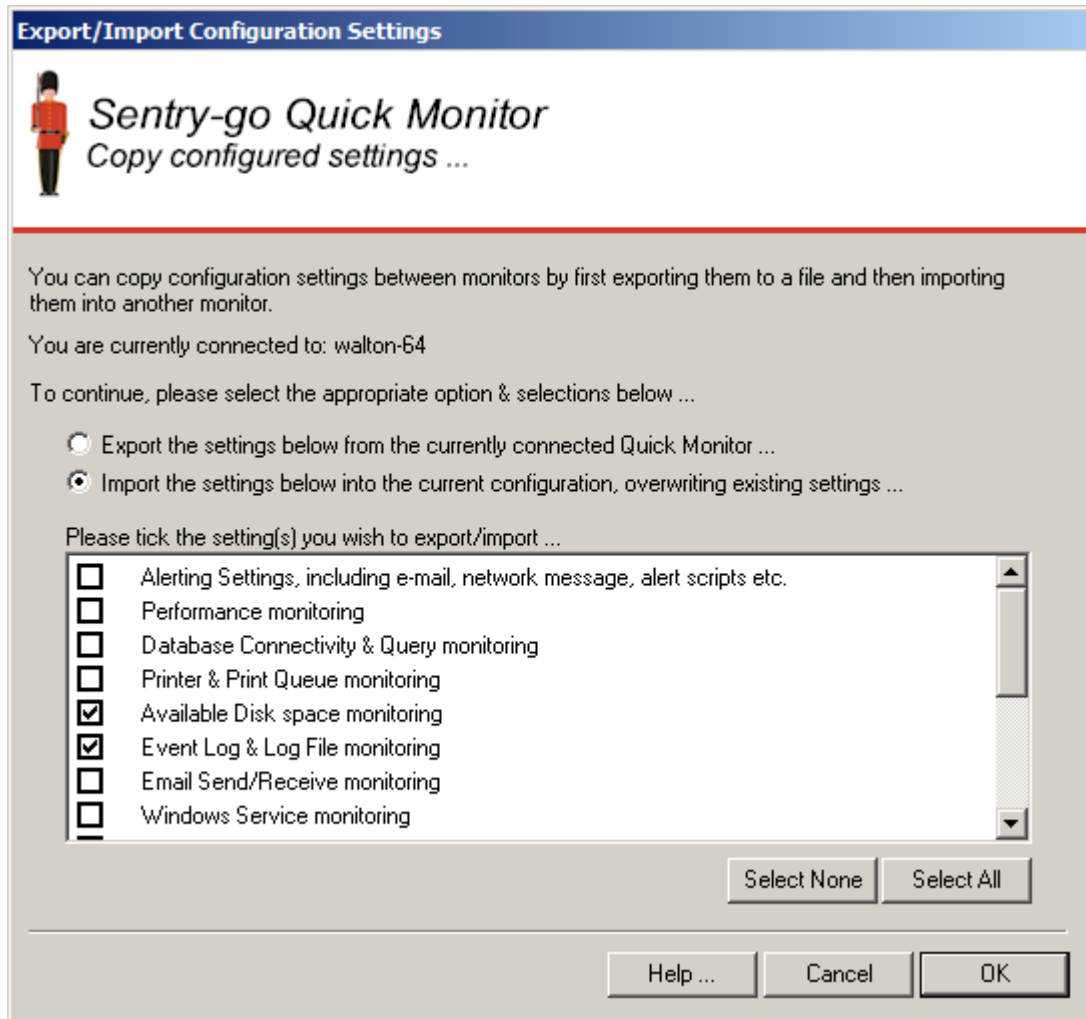 Export/Import Configuration Settings
Sentry-go Quick Monitor
Copy configured settings ...
You can copy configuration settings between monitors by first exporting them to a file and then importing
them into another monitor.
You are currently connected to: walton-64
To continue, please select the appropriate option & selections below ...
Export the settings below from the currently connected Quick Monitor ...
Import the settings below into the current configuration, overwriting existing settings ...
Please tick the setting(s) you wish to export/import ...
Alerting Settings, including e-mail, network message, alert scripts etc.
Performance monitoring
Database Connectivity & Query monitoring
Printer & Print Queue monitoring
Available Disk space monitoring
Event Log & Log File monitoring
Email Send/Receive monitoring
Windows Service monitoring
Select None Select All
Help ... Cancel OK